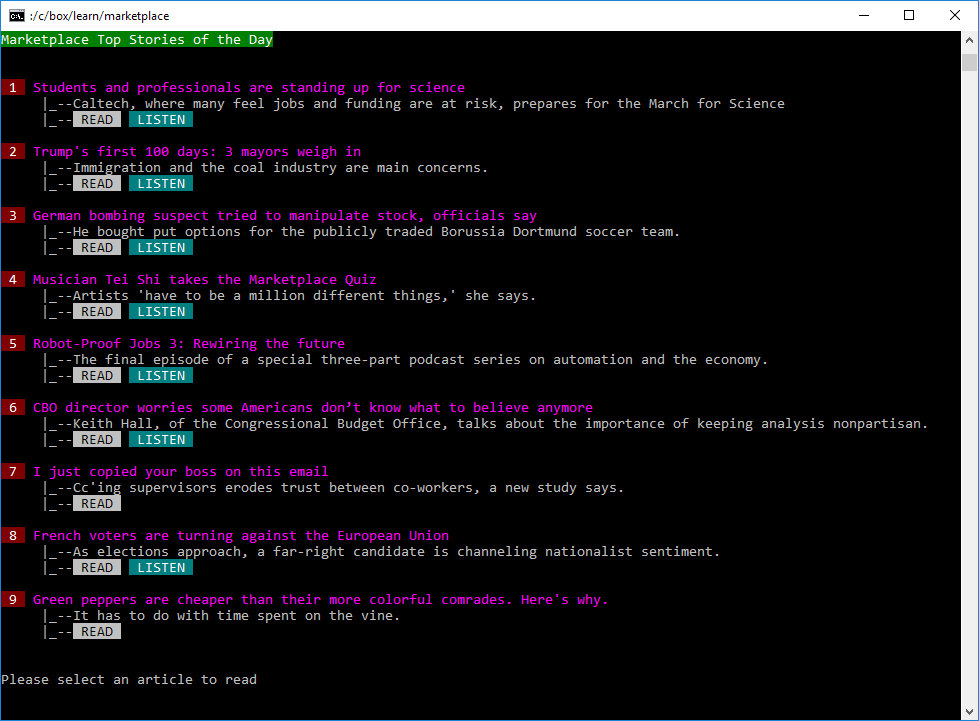 C:\. :/c/box/learn/marketplace
Marketplace Top Stories of the Day
1 Students and professionals are standing up for science
|_--Caltech, where many feel jobs and funding are at risk, prepares for the March for Science
|_-- READ LISTEN
2 Trump's first 100 days: 3 mayors weigh in
|_--Immigration and the coal industry are main concerns.
|_-- READ LISTEN
3 German bombing suspect tried to manipulate stock, officials say
|_--He bought put options for the publicly traded Borussia Dortmund soccer team.
|_-- READ LISTEN
4 Musician Tei Shi takes the Marketplace Quiz
|_--Artists 'have to be a million different things,' she says.
|_-- READ LISTEN
5 Robot-Proof Jobs 3: Rewiring the future
|_--The final episode of a special three-part podcast series on automation and the economy.
|_-- READ LISTEN
6 CBO director worries some Americans don’t know what to believe anymore
|_--Keith Hall, of the Congressional Budget Office, talks about the importance of keeping analysis nonpartisan.
|_-- READ LISTEN
7 I just copied your boss on this email
|_--Cc'ing supervisors erodes trust between co-workers, a new study says.
|_-- READ
8 French voters are turning against the European Union
|_--As elections approach, a far-right candidate is channeling nationalist sentiment.
|_-- READ LISTEN
9 Green peppers are cheaper than their more colorful comrades. Here's why.
|_--It has to do with time spent on the vine.
|_-- READ
Please select an article to read